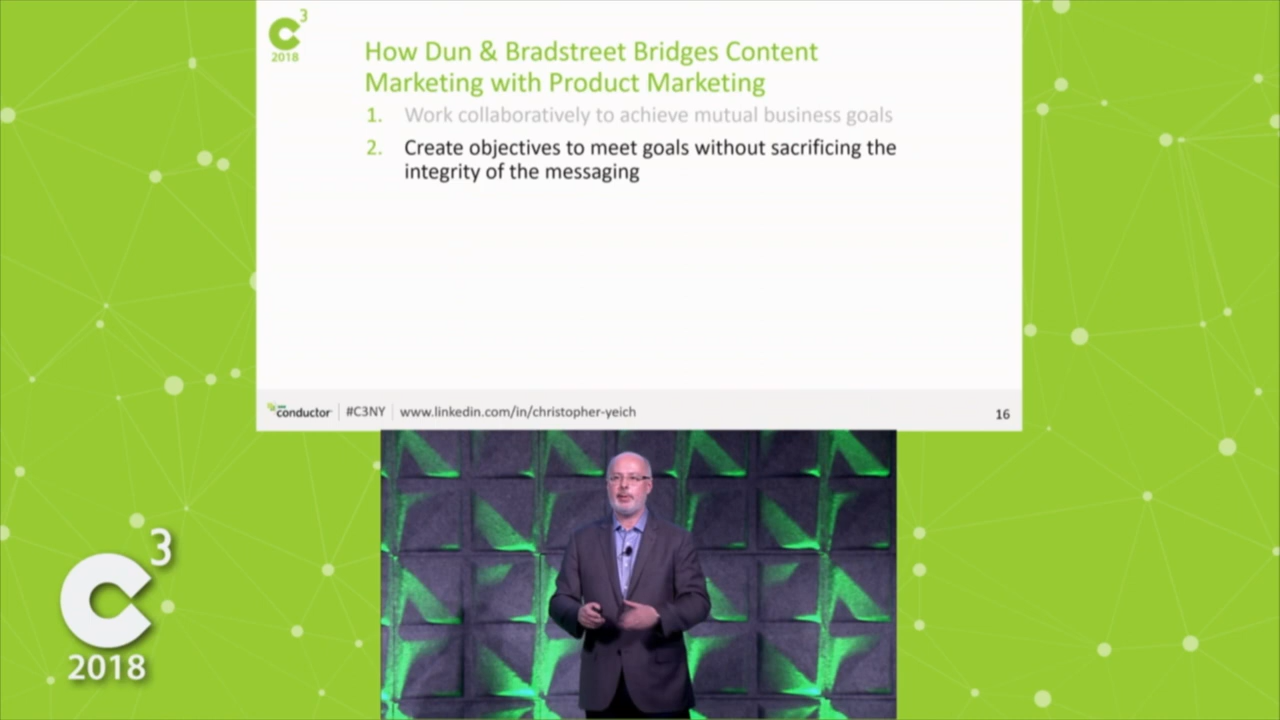 3
C
2018
How Dun & Bradstreet Bridges Content
Marketing with Product Marketing
1. Work collaboratively to achieve mutual business goals
2. Create objectives to meet goals without sacrificing the
integrity of the messaging
conductor #C3NY www.linkedin.com/in/christopher-yeich 16
C 3
2018